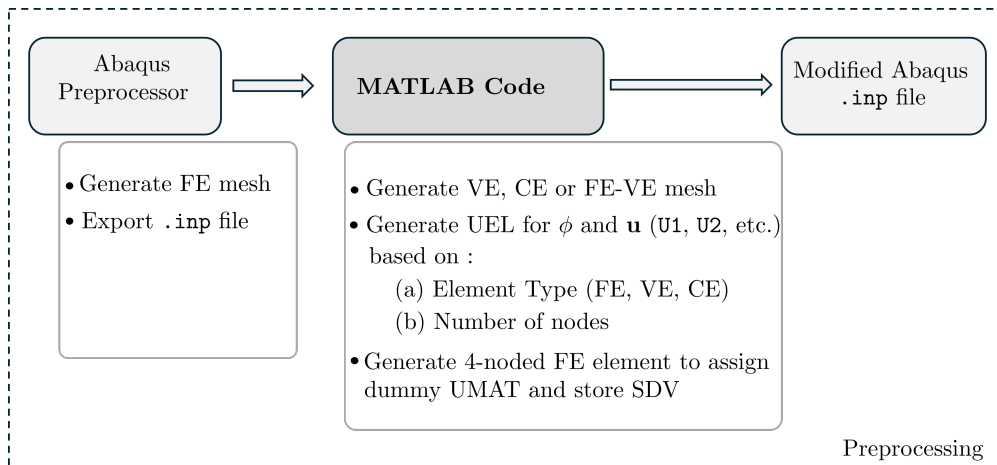 Abaqus
Preprocessor
MATLAB Code
Modified Abaqus
.inp file
• Generate FE mesh
• Export .inp file
• Generate VE, CE or FE-VE mesh
• Generate UEL for ϕ and u (U1, U2, etc.)
based on :
(a) Element Type (FE, VE, CE)
(b) Number of nodes
• Generate 4-noded FE element to assign
dummy UMAT and store SDV
Preprocessing